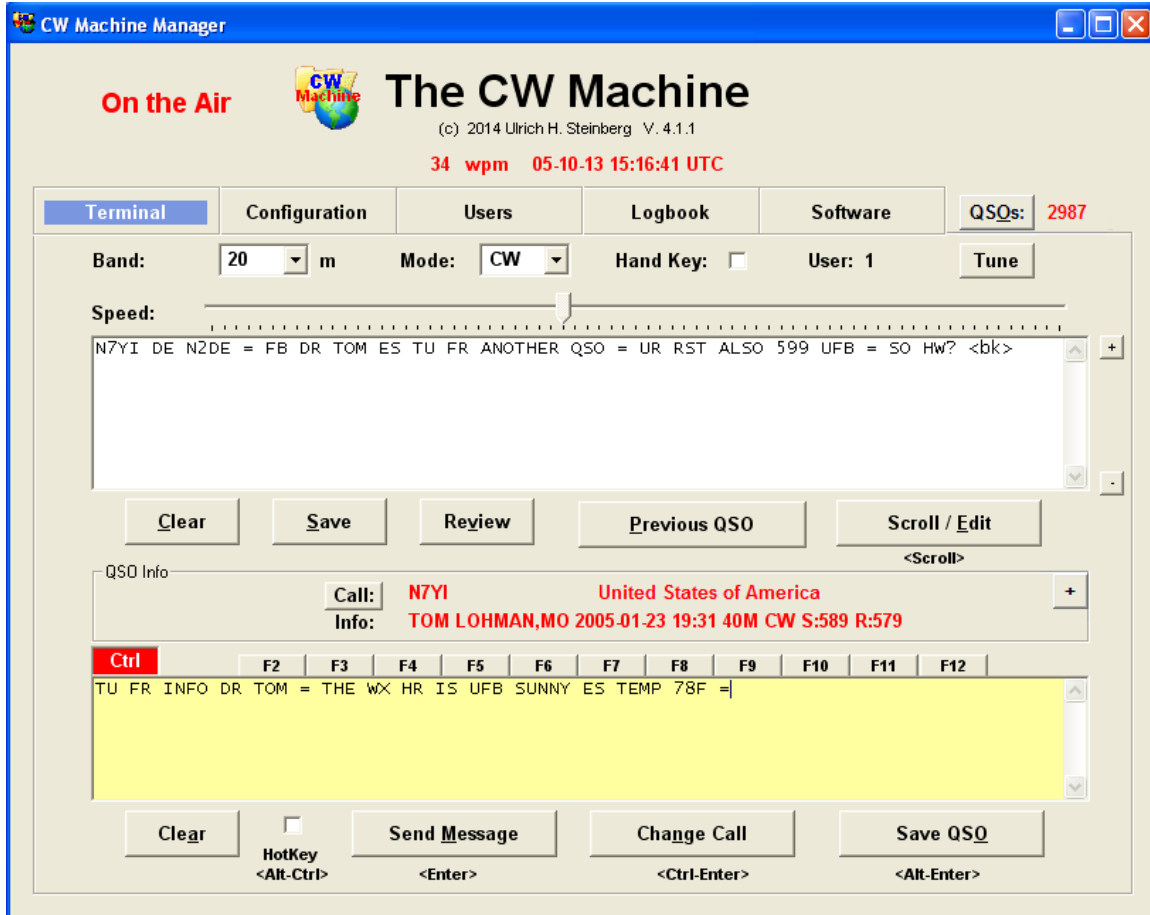 CW Machine Manager
On the Air
CW Machine
The CW Machine
(c) 2014 Ulrich H. Steinberg V. 4.1.1
34 wpm 05-10-13 15:16:41 UTC
Terminal Configuration Users Logbook Software QSOs: 2987
Band: 20 m Mode: CW Hand Key: User: 1 Tune
Speed:
N7YI DE N2DE = FB DR TOM ES TU FR ANOTHER QSO = UR RST ALSO 599 UFB = SO HW? <bk>
+
-
Clear Save Review Previous QSO Scroll / Edit
<Scroll>
QSO Info
Call: N7YI United States of America +
Info: TOM LOHMAN,MO 2005-01-23 19:31 40M CW S:589 R:579
Ctrl F2 F3 F4 F5 F6 F7 F8 F9 F10 F11 F12
TU FR INFO DR TOM = THE WX HR IS UFB SUNNY ES TEMP 78F =
Clear Send Message Change Call Save QSO
HotKey
<Alt-Ctrl> <Enter> <Ctrl-Enter> <Alt-Enter>